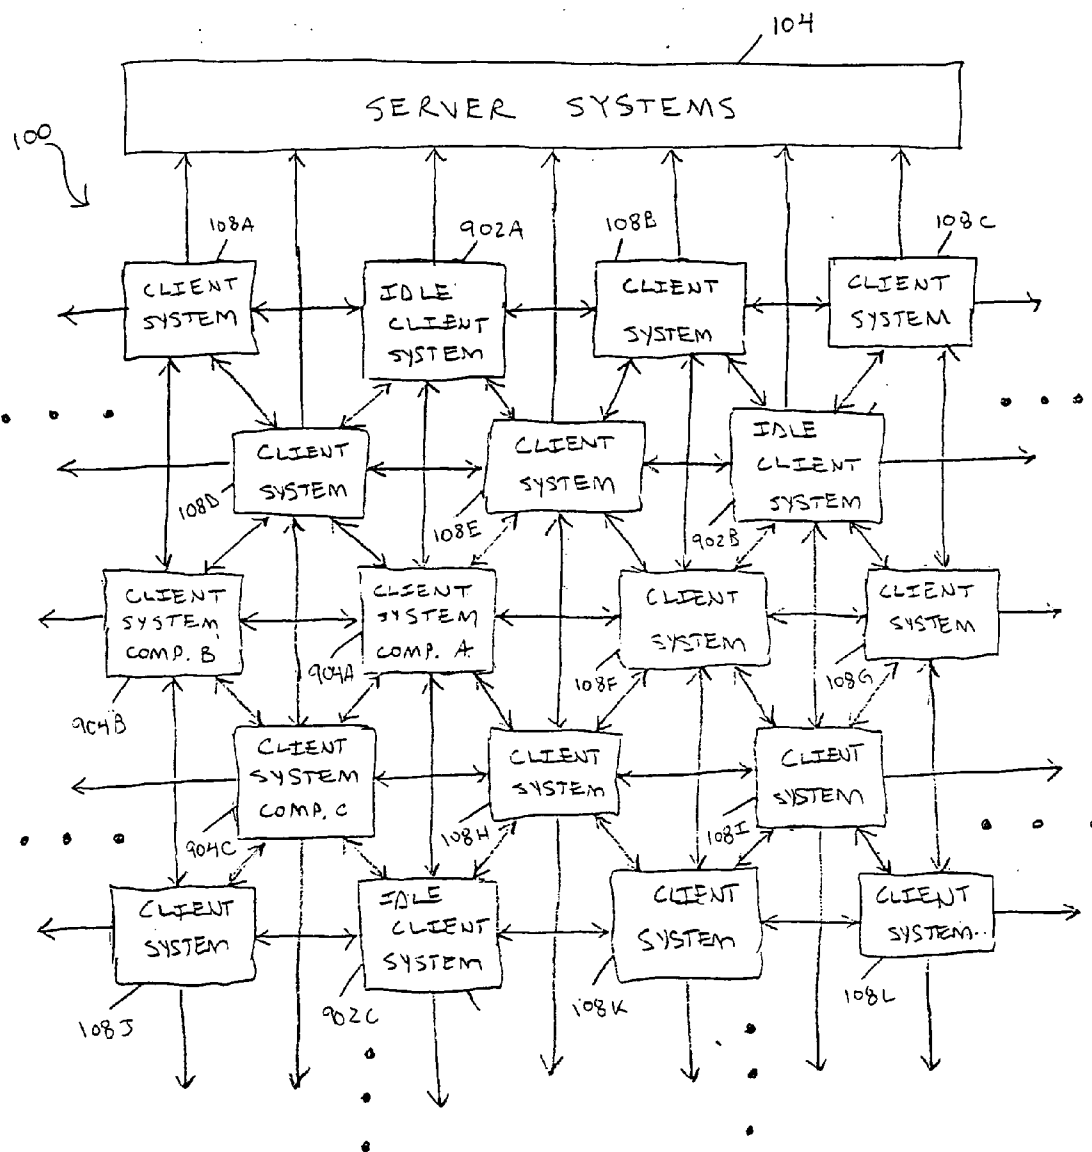 104
SERVER SYSTEMS
100
108A
902A
108B
108C
CLIENT
SYSTEM
IDLE
CLIENT
SYSTEM
CLIENT
SYSTEM
CLIENT
SYSTEM
CLIENT
SYSTEM
108D
CLIENT
SYSTEM
108E
IDLE
CLIENT
SYSTEM
902B
CLIENT
SYSTEM
COMP. B
904B
CLIENT
SYSTEM
COMP. A
904A
CLIENT
SYSTEM
108F
CLIENT
SYSTEM
108G
CLIENT
SYSTEM
COMP. C
904C
CLIENT
SYSTEM
108H
CLIENT
SYSTEM
108I
CLIENT
SYSTEM
108J
IDLE
CLIENT
SYSTEM
902C
CLIENT
SYSTEM
108K
CLIENT
SYSTEM
108L